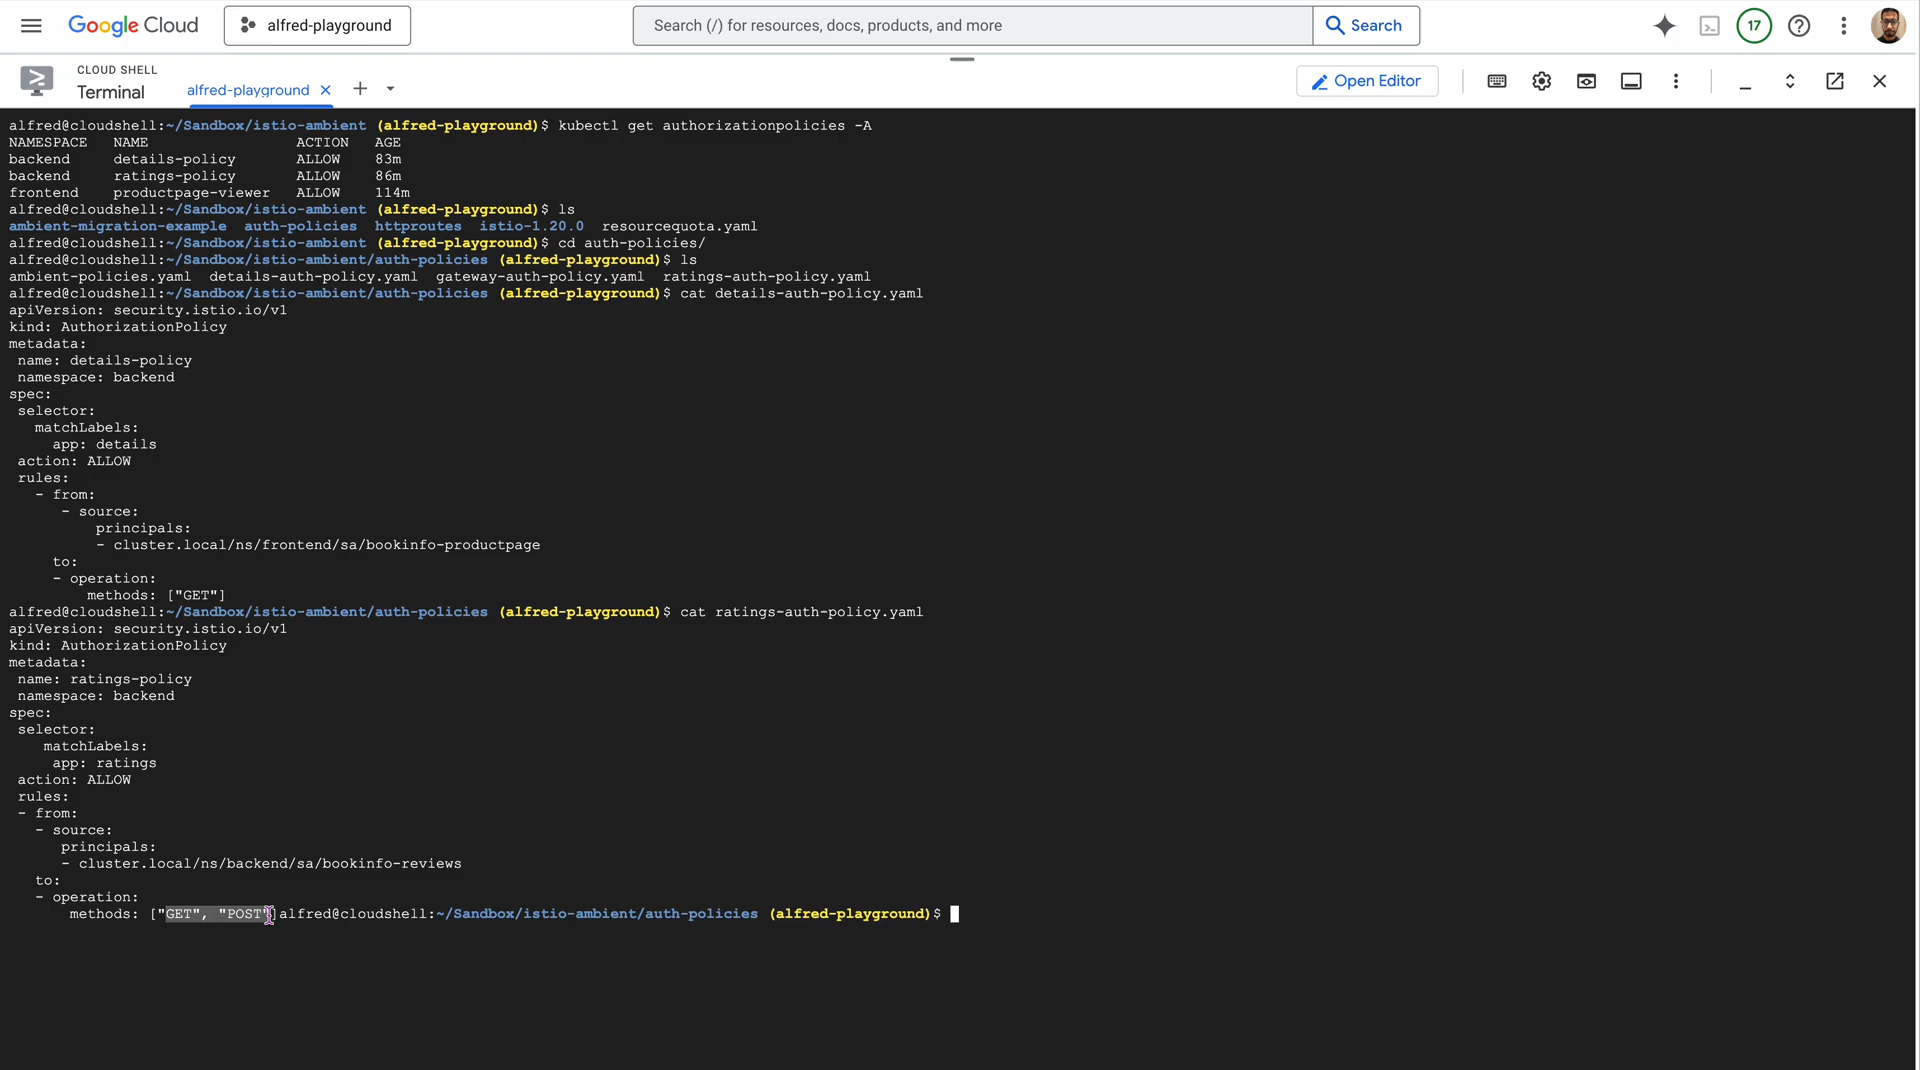 Google Cloud
alfred-playground
Search (/) for resources, docs, products, and more
Search
17
CLOUD SHELL
Terminal
alfred-playground
Open Editor
alfred@cloudshell:~/Sandbox/istio-ambient (alfred-playground)$ kubectl get authorizationpolicies -A
NAMESPACE   NAME                 ACTION   AGE
backend     details-policy       ALLOW    83m
backend     ratings-policy       ALLOW    86m
frontend    productpage-viewer   ALLOW    114m
alfred@cloudshell:~/Sandbox/istio-ambient (alfred-playground)$ ls
ambient-migration-example  auth-policies  httproutes  istio-1.20.0  resourcequota.yaml
alfred@cloudshell:~/Sandbox/istio-ambient (alfred-playground)$ cd auth-policies/
alfred@cloudshell:~/Sandbox/istio-ambient/auth-policies (alfred-playground)$ ls
ambient-policies.yaml  details-auth-policy.yaml  gateway-auth-policy.yaml  ratings-auth-policy.yaml
alfred@cloudshell:~/Sandbox/istio-ambient/auth-policies (alfred-playground)$ cat details-auth-policy.yaml
apiVersion: security.istio.io/v1
kind: AuthorizationPolicy
metadata:
 name: details-policy
 namespace: backend
spec:
 selector:
   matchLabels:
     app: details
 action: ALLOW
 rules:
   - from:
      - source:
          principals:
          - cluster.local/ns/frontend/sa/bookinfo-productpage
     to:
     - operation:
         methods: ["GET"]
alfred@cloudshell:~/Sandbox/istio-ambient/auth-policies (alfred-playground)$ cat ratings-auth-policy.yaml
apiVersion: security.istio.io/v1
kind: AuthorizationPolicy
metadata:
 name: ratings-policy
 namespace: backend
spec:
 selector:
    matchLabels:
     app: ratings
 action: ALLOW
 rules:
 - from:
   - source:
      principals:
      - cluster.local/ns/backend/sa/bookinfo-reviews
   to:
   - operation:
       methods: ["GET", "POST"]alfred@cloudshell:~/Sandbox/istio-ambient/auth-policies (alfred-playground)$